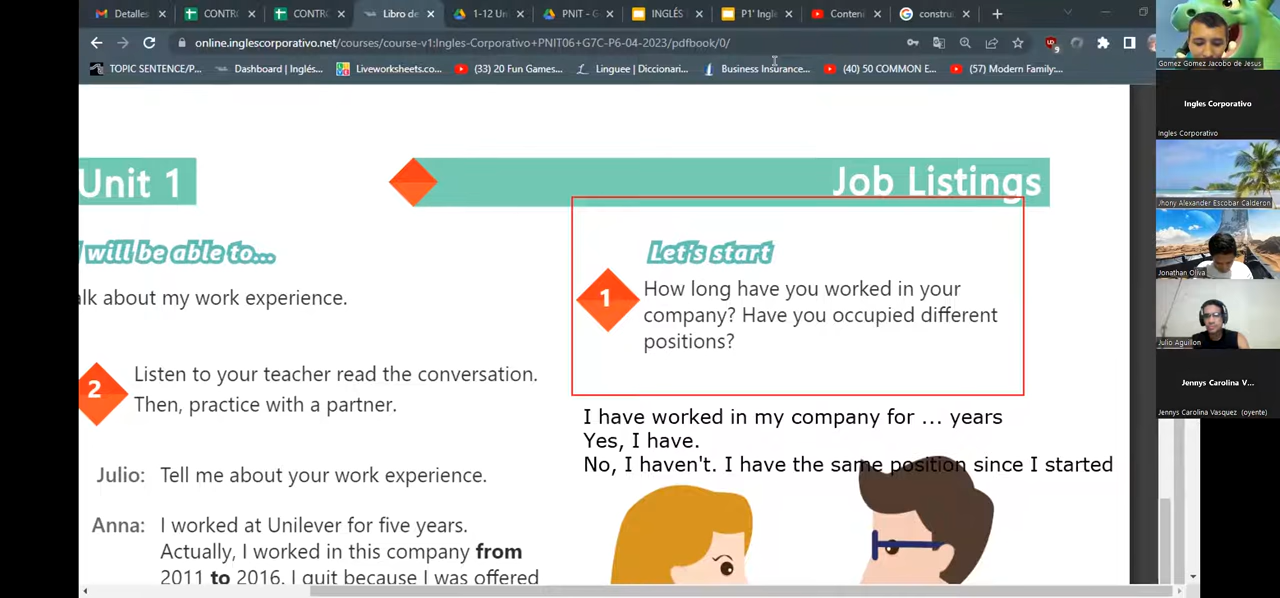 Detalles
CONTRO
CONTRO
Libro de
1-12 Un
PNIT - G
INGLÉS I
P1' Ingle
Conteni
constru
online.inglescorporativo.net/courses/course-v1:Ingles-Corporativo+PNIT06+G7C-P6-04-2023/pdfbook/0/
TOPIC SENTENCE/P...
Dashboard | Inglés...
Liveworksheets.co...
(33) 20 Fun Games...
Linguee | Diccionari...
Business Insurance...
(40) 50 COMMON E...
(57) Modern Family:...
Unit 1
Job Listings
will be able to...
alk about my work experience.
2
Listen to your teacher read the conversation.
Then, practice with a partner.
Julio: Tell me about your work experience.
Anna: I worked at Unilever for five years.
Actually, I worked in this company from
2011 to 2016. I quit because I was offered
Let's start
1
How long have you worked in your
company? Have you occupied different
positions?
I have worked in my company for ... years
Yes, I have.
No, I haven't. I have the same position since I started
Gomez Gomez Jacobo de Jesus
Ingles Corporativo
Ingles Corporativo
Jhony Alexander Escobar Calderon
Jonathan Oliva
Julio Aguillon
Jennys Carolina V...
Jennys Carolina Vasquez (oyente)